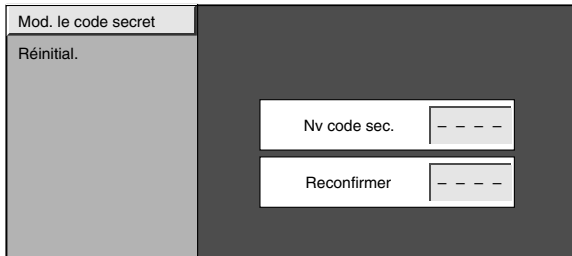 Mod. le code secret
Réinitial.
Nv code sec. – – – –
Reconfirmer – – – –